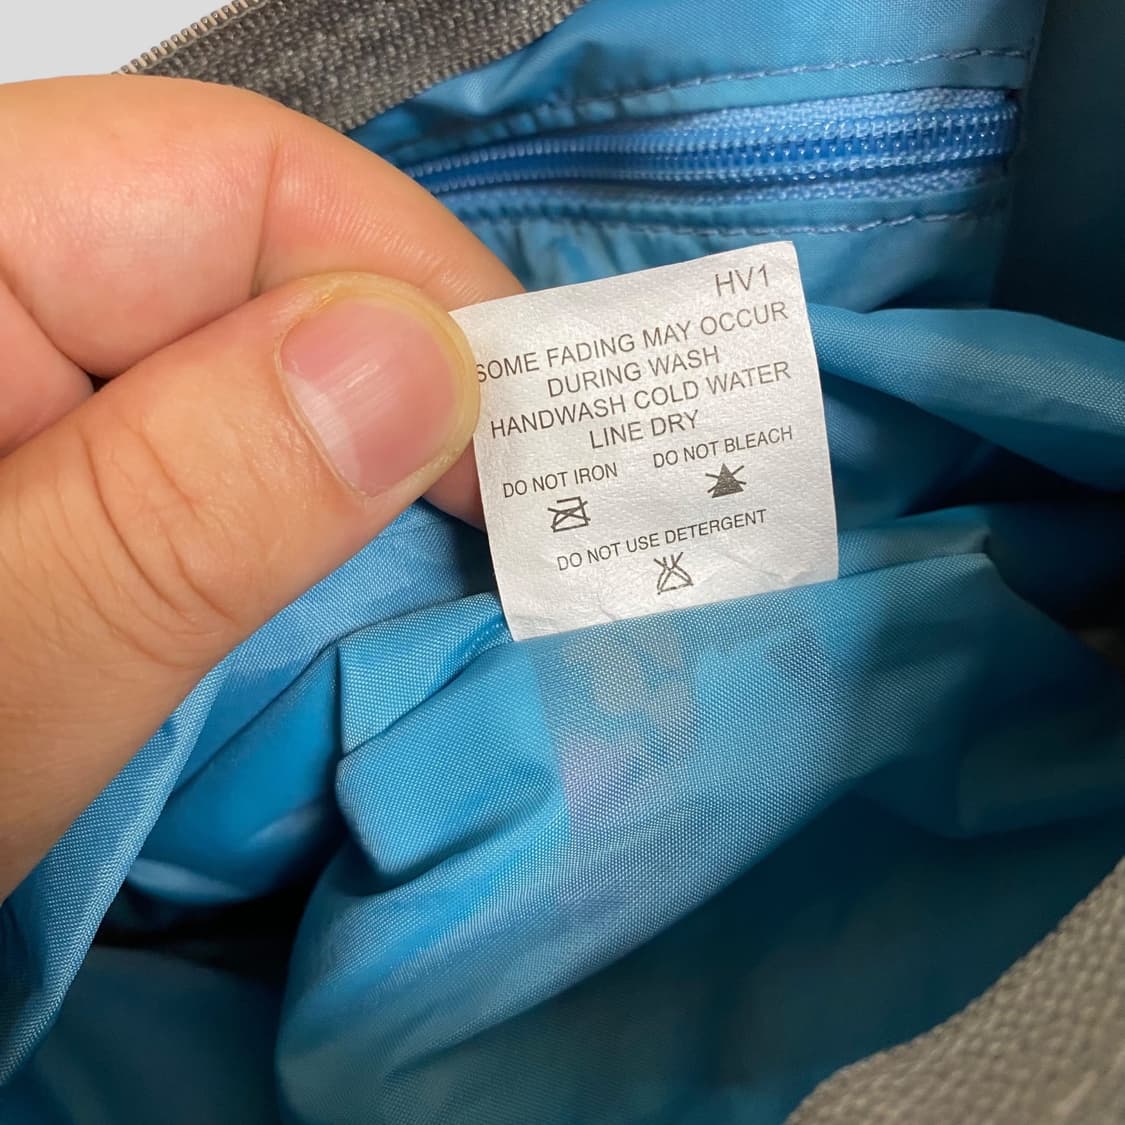 HV1
SOME FADING MAY OCCUR
DURING WASH
HANDWASH COLD WATER
LINE DRY
DO NOT IRON DO NOT BLEACH
DO NOT USE DETERGENT